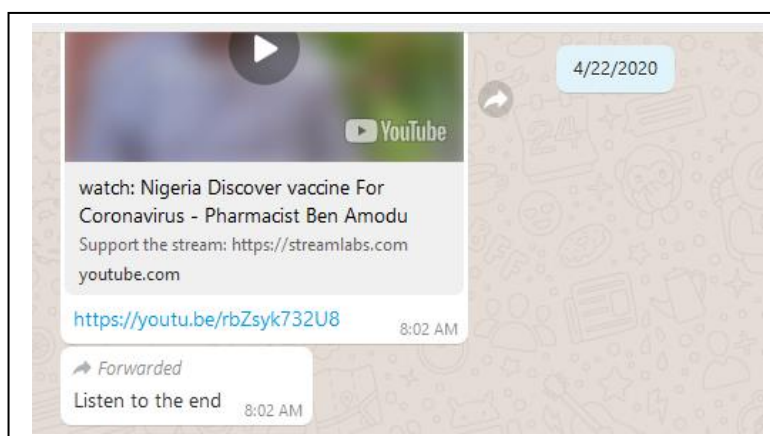 4/22/2020
YouTube
watch: Nigeria Discover vaccine For
Coronavirus - Pharmacist Ben Amodu
Support the stream: https://streamlabs.com
youtube.com
https://youtu.be/rbZsyk732U8
8:02 AM
Forwarded
Listen to the end
8:02 AM